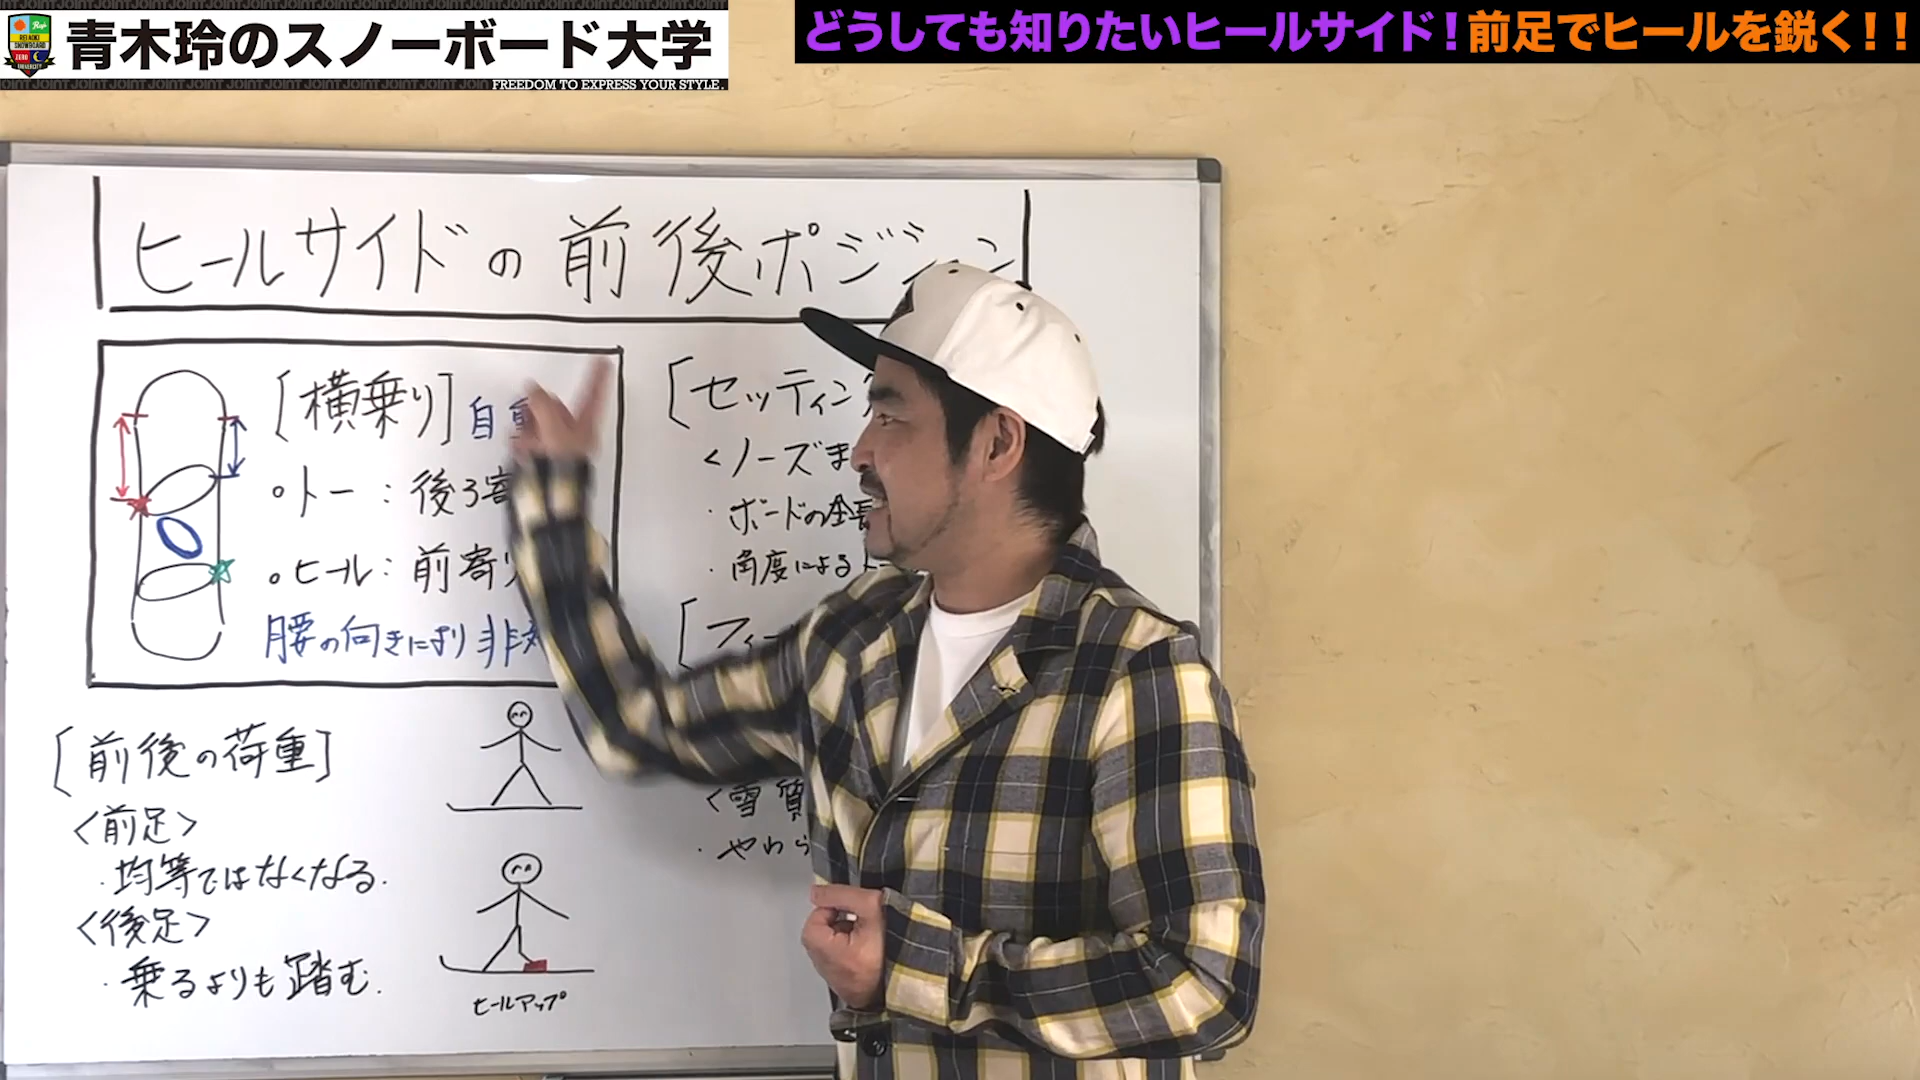 青木玲のスノーボード大学
FREEDOM TO EXPRESS YOUR STYLE.
どうしても知りたいヒールサイド!前足でヒールを鋭く!!
ヒールサイドの前後ポジション
[横乗り] 自重
・トー:後ろ寄
・ヒール:前寄り
腰の向きにより非対
[前後の荷重]
<前足>
・均等ではなくなる.
<後足>
・乗るよりも踏む.
ヒールアップ
[セッティング
<ノーズま
・ボードの全長
・角度によるトー
[フィー
<雪質
・やわら